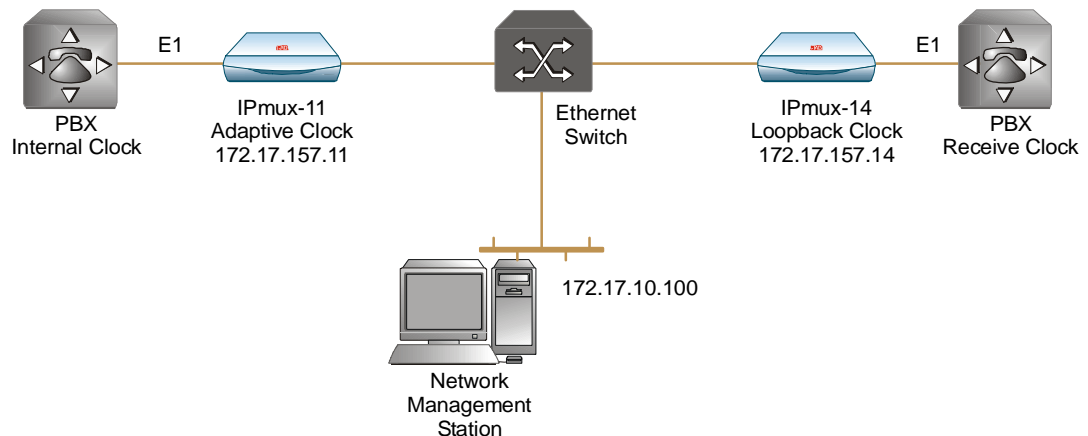 E1
E1
PBX
Internal Clock
IPmux-11
Adaptive Clock
172.17.157.11
Ethernet
Switch
IPmux-14
Loopback Clock
172.17.157.14
PBX
Receive Clock
172.17.10.100
Network
Management
Station